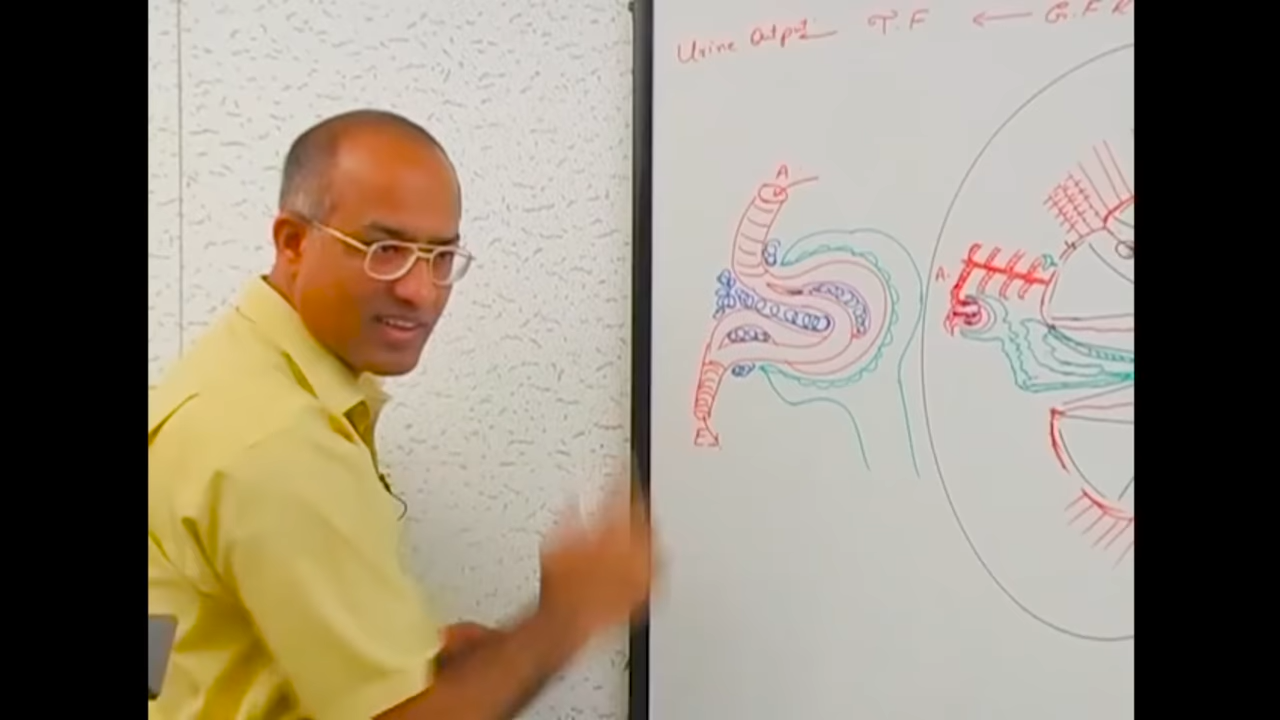 Urine Output T.F ← G.F.R
A
A.